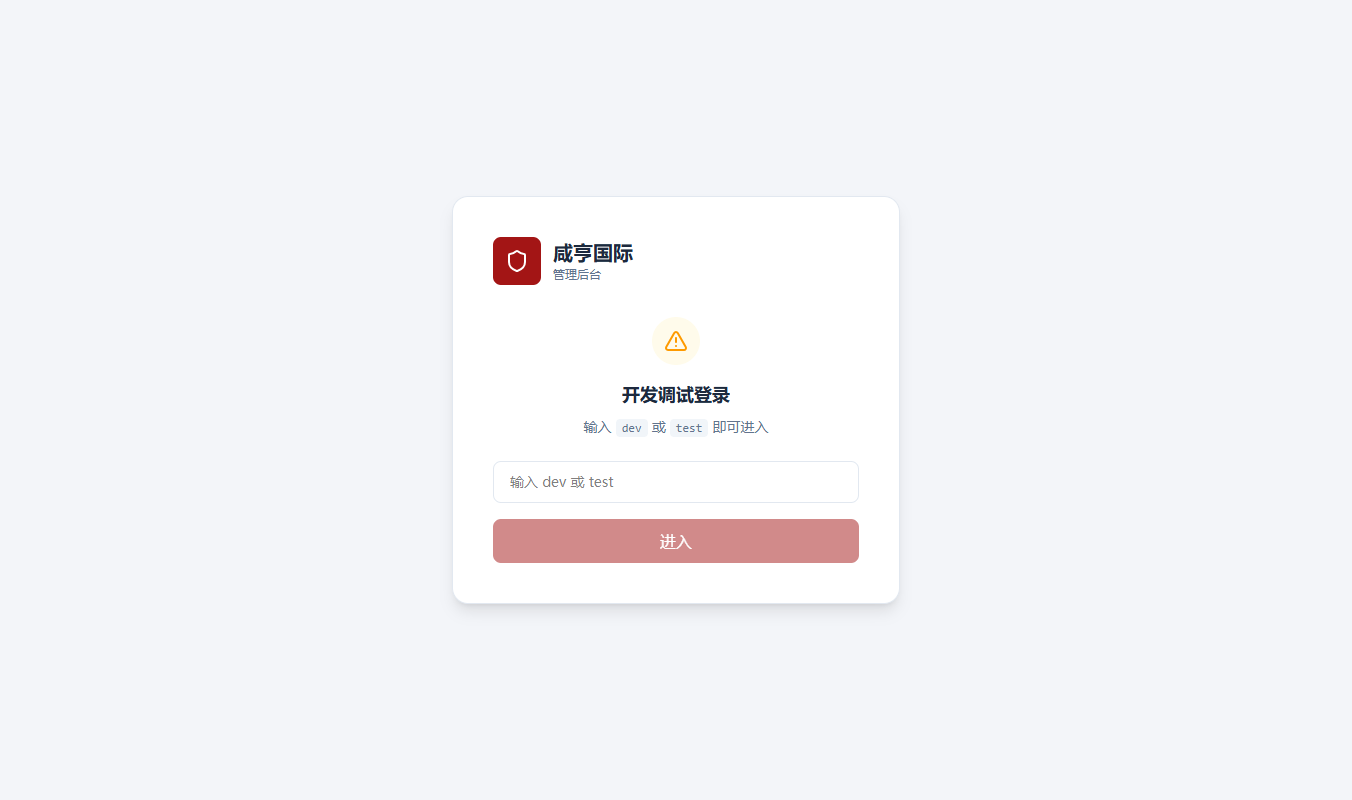 咸亨国际
管理后台
开发调试登录
输入 dev 或 test 即可进入
输入 dev 或 test
进入